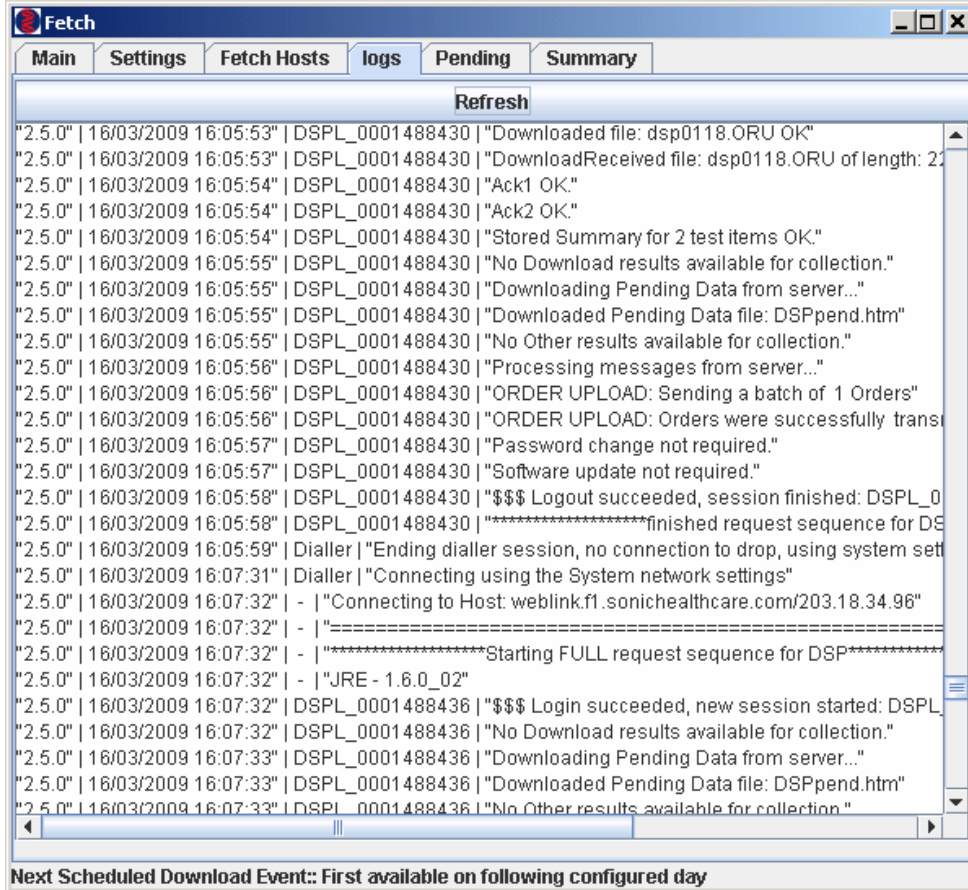 Fetch
Main Settings Fetch Hosts logs Pending Summary
Refresh
"2.5.0" | 16/03/2009 16:05:53" | DSPL_0001488430 | "Downloaded file: dsp0118.ORU OK"
"2.5.0" | 16/03/2009 16:05:53" | DSPL_0001488430 | "DownloadReceived file: dsp0118.ORU of length: 22
"2.5.0" | 16/03/2009 16:05:54" | DSPL_0001488430 | "Ack1 OK."
"2.5.0" | 16/03/2009 16:05:54" | DSPL_0001488430 | "Ack2 OK."
"2.5.0" | 16/03/2009 16:05:54" | DSPL_0001488430 | "Stored Summary for 2 test items OK."
"2.5.0" | 16/03/2009 16:05:55" | DSPL_0001488430 | "No Download results available for collection."
"2.5.0" | 16/03/2009 16:05:55" | DSPL_0001488430 | "Downloading Pending Data from server..."
"2.5.0" | 16/03/2009 16:05:55" | DSPL_0001488430 | "Downloaded Pending Data file: DSPpend.htm"
"2.5.0" | 16/03/2009 16:05:55" | DSPL_0001488430 | "No Other results available for collection."
"2.5.0" | 16/03/2009 16:05:56" | DSPL_0001488430 | "Processing messages from server..."
"2.5.0" | 16/03/2009 16:05:56" | DSPL_0001488430 | "ORDER UPLOAD: Sending a batch of 1 Orders"
"2.5.0" | 16/03/2009 16:05:56" | DSPL_0001488430 | "ORDER UPLOAD: Orders were successfully transi
"2.5.0" | 16/03/2009 16:05:57" | DSPL_0001488430 | "Password change not required."
"2.5.0" | 16/03/2009 16:05:57" | DSPL_0001488430 | "Software update not required."
"2.5.0" | 16/03/2009 16:05:58" | DSPL_0001488430 | "$$$ Logout succeeded, session finished: DSPL_0
"2.5.0" | 16/03/2009 16:05:58" | DSPL_0001488430 | "********************finished request sequence for DS
"2.5.0" | 16/03/2009 16:05:59" | Dialler | "Ending dialler session, no connection to drop, using system sett
"2.5.0" | 16/03/2009 16:07:31" | Dialler | "Connecting using the System network settings"
"2.5.0" | 16/03/2009 16:07:32" | - | "Connecting to Host: weblink.f1.sonichealthcare.com/203.18.34.96"
"2.5.0" | 16/03/2009 16:07:32" | - | "======================================================
"2.5.0" | 16/03/2009 16:07:32" | - | "********************Starting FULL request sequence for DSP************
"2.5.0" | 16/03/2009 16:07:32" | - | "JRE - 1.6.0_02"
"2.5.0" | 16/03/2009 16:07:32" | DSPL_0001488436 | "$$$ Login succeeded, new session started: DSPL_
"2.5.0" | 16/03/2009 16:07:32" | DSPL_0001488436 | "No Download results available for collection."
"2.5.0" | 16/03/2009 16:07:33" | DSPL_0001488436 | "Downloading Pending Data from server..."
"2.5.0" | 16/03/2009 16:07:33" | DSPL_0001488436 | "Downloaded Pending Data file: DSPpend.htm"
"2.5.0" | 16/03/2009 16:07:33" | DSPL_0001488436 | "No Other results available for collection."
Next Scheduled Download Event:: First available on following configured day